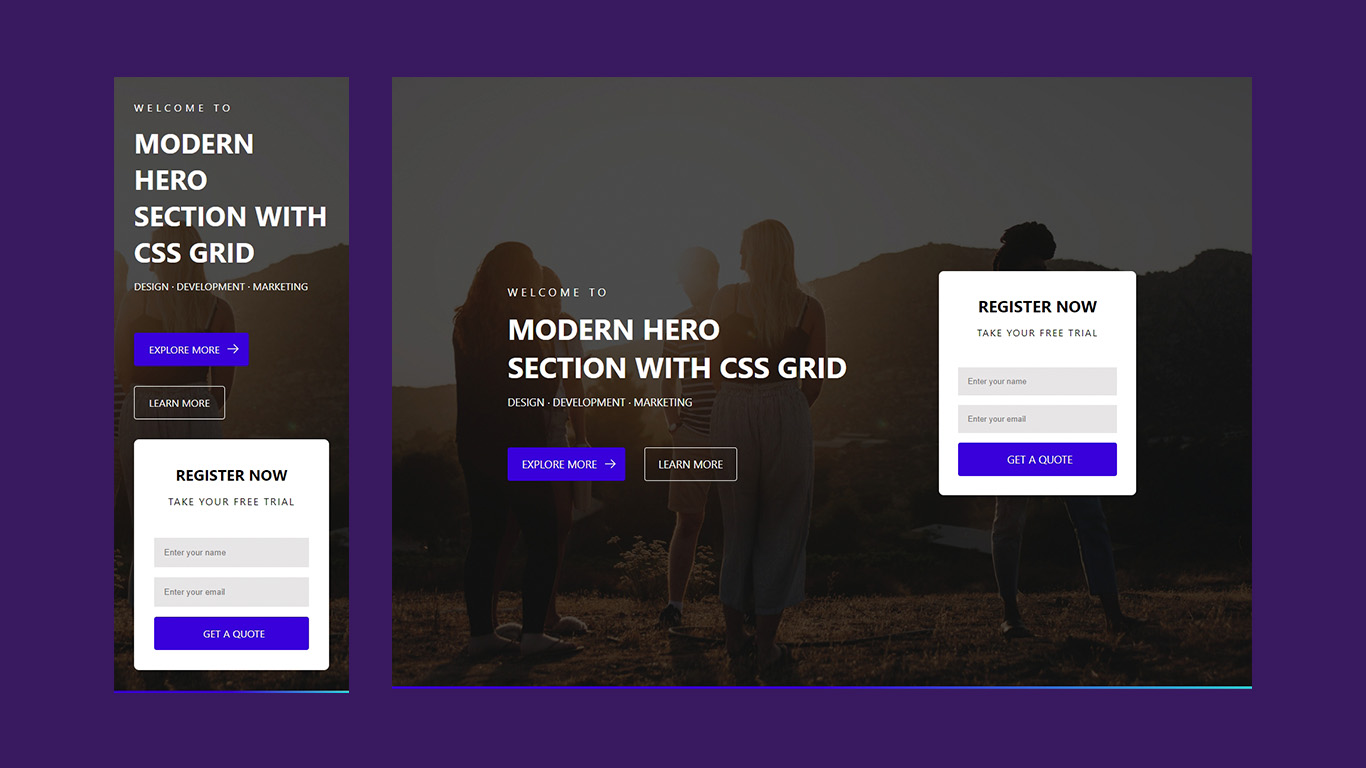 WELCOME TO
MODERN
HERO
SECTION WITH
CSS GRID
DESIGN · DEVELOPMENT · MARKETING
EXPLORE MORE
LEARN MORE
REGISTER NOW
TAKE YOUR FREE TRIAL
Enter your name
Enter your email
GET A QUOTE
WELCOME TO
MODERN HERO
SECTION WITH CSS GRID
DESIGN · DEVELOPMENT · MARKETING
EXPLORE MORE
LEARN MORE
REGISTER NOW
TAKE YOUR FREE TRIAL
Enter your name
Enter your email
GET A QUOTE